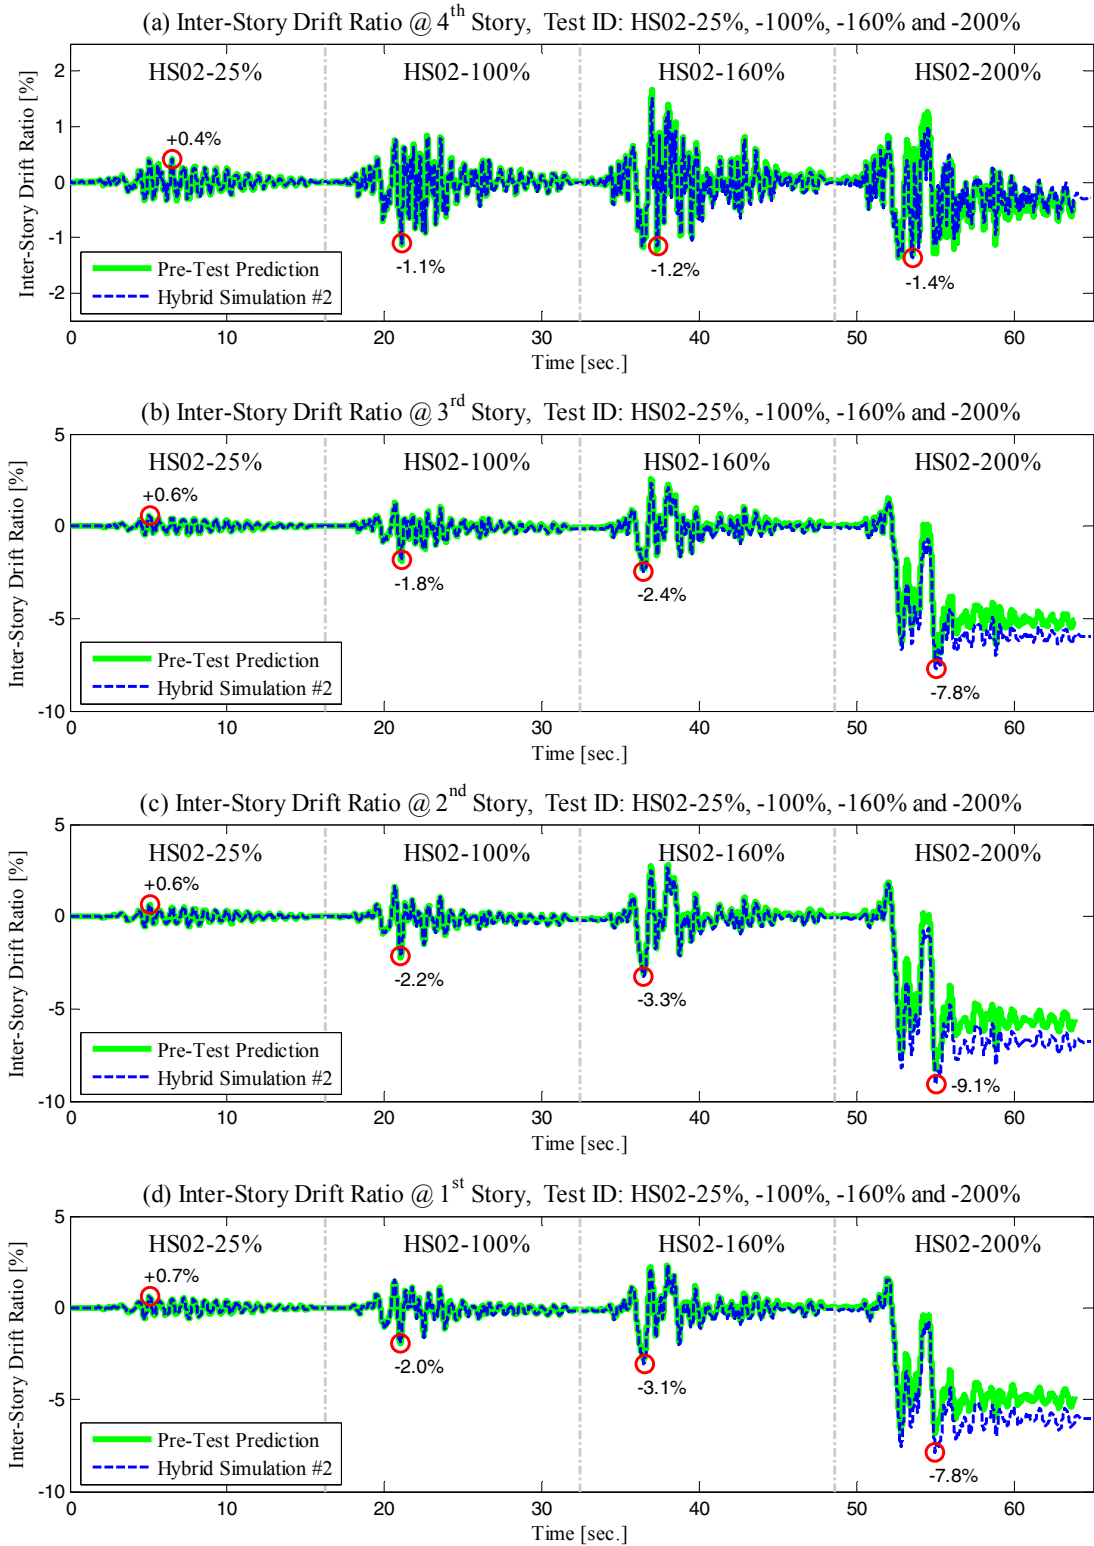 (a) Inter-Story Drift Ratio @ 4th Story, Test ID: HS02-25%, -100%, -160% and -200%
HS02-25% HS02-100% HS02-160% HS02-200%
+0.4%
-1.1% -1.2% -1.4%
Inter-Story Drift Ratio [%]
2
1
0
-1
-2
Pre-Test Prediction
Hybrid Simulation #2
0 10 20 30 40 50 60
Time [sec.]
(b) Inter-Story Drift Ratio @ 3rd Story, Test ID: HS02-25%, -100%, -160% and -200%
HS02-25% HS02-100% HS02-160% HS02-200%
+0.6%
-1.8% -2.4%
-7.8%
Inter-Story Drift Ratio [%]
5
0
-5
-10
Pre-Test Prediction
Hybrid Simulation #2
0 10 20 30 40 50 60
Time [sec.]
(c) Inter-Story Drift Ratio @ 2nd Story, Test ID: HS02-25%, -100%, -160% and -200%
HS02-25% HS02-100% HS02-160% HS02-200%
+0.6%
-2.2% -3.3%
-9.1%
Inter-Story Drift Ratio [%]
5
0
-5
-10
Pre-Test Prediction
Hybrid Simulation #2
0 10 20 30 40 50 60
Time [sec.]
(d) Inter-Story Drift Ratio @ 1st Story, Test ID: HS02-25%, -100%, -160% and -200%
HS02-25% HS02-100% HS02-160% HS02-200%
+0.7%
-2.0% -3.1%
-7.8%
Inter-Story Drift Ratio [%]
5
0
-5
-10
Pre-Test Prediction
Hybrid Simulation #2
0 10 20 30 40 50 60
Time [sec.]